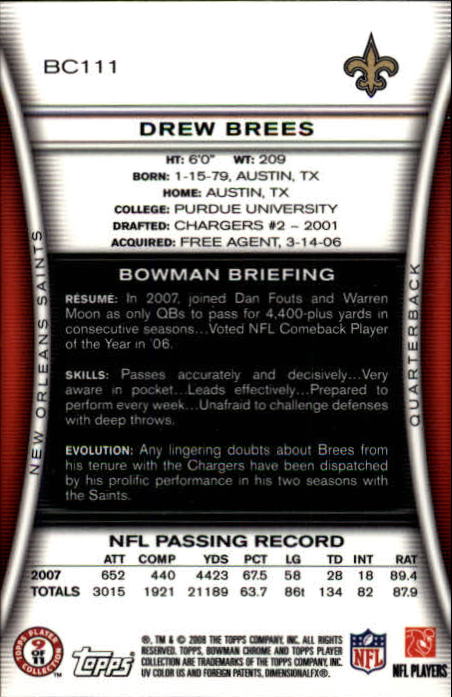 BC111
DREW BREES
HT: 6'0" WT: 209
BORN: 1-15-79, AUSTIN, TX
HOME: AUSTIN, TX
COLLEGE: PURDUE UNIVERSITY
DRAFTED: CHARGERS #2 – 2001
ACQUIRED: FREE AGENT, 3-14-06
NEW ORLEANS SAINTS
QUARTERBACK
BOWMAN BRIEFING
RÉSUMÉ: In 2007, joined Dan Fouts and Warren
Moon as only QBs to pass for 4,400-plus yards in
consecutive seasons...Voted NFL Comeback Player
of the Year in '06.
SKILLS: Passes accurately and decisively...Very
aware in pocket...Leads effectively...Prepared to
perform every week...Unafraid to challenge defenses
with deep throws.
EVOLUTION: Any lingering doubts about Brees from
his tenure with the Chargers have been dispatched
by his prolific performance in his two seasons with
the Saints.
NFL PASSING RECORD
ATT COMP YDS PCT LG TD INT RAT
2007 652 440 4423 67.5 58 28 18 89.4
TOTALS 3015 1921 21189 63.7 86t 134 82 87.9
TOPPS PLAYER
9 OF 11
COLLECTION
Topps
®, TM & © 2008 THE TOPPS COMPANY, INC. ALL RIGHTS
RESERVED. TOPPS, BOWMAN CHROME AND TOPPS PLAYER
COLLECTION ARE TRADEMARKS OF THE TOPPS COMPANY, INC.
UV COLOR US AND FOREIGN PATENTS, DIMENSIONALFX®.
NFL
NFL PLAYERS